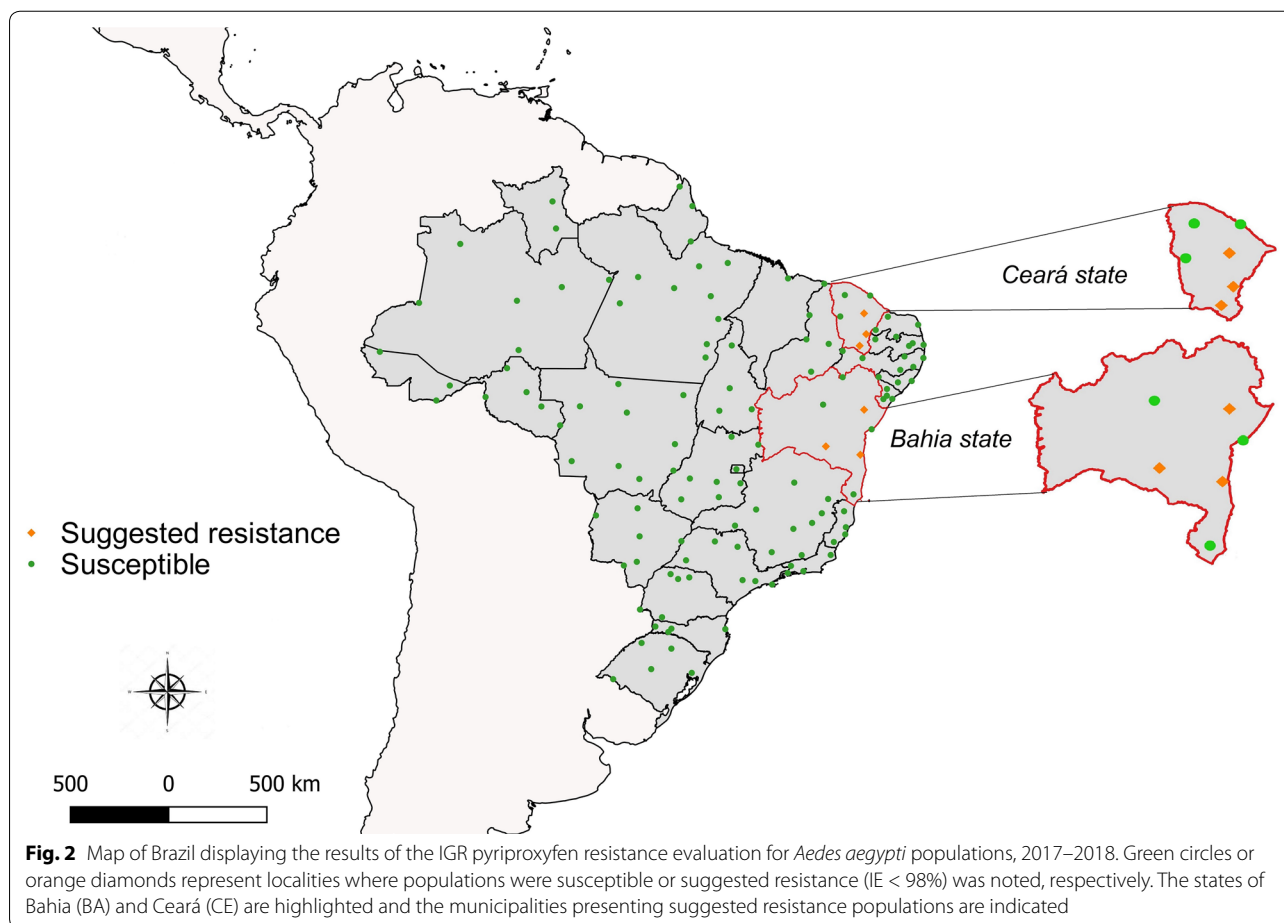 Ceará state
Bahia state
Suggested resistance
Susceptible
N
W
E
S
500 0 500 km
Fig. 2 Map of Brazil displaying the results of the IGR pyriproxyfen resistance evaluation for Aedes aegypti populations, 2017–2018. Green circles or
orange diamonds represent localities where populations were susceptible or suggested resistance (IE < 98%) was noted, respectively. The states of
Bahia (BA) and Ceará (CE) are highlighted and the municipalities presenting suggested resistance populations are indicated